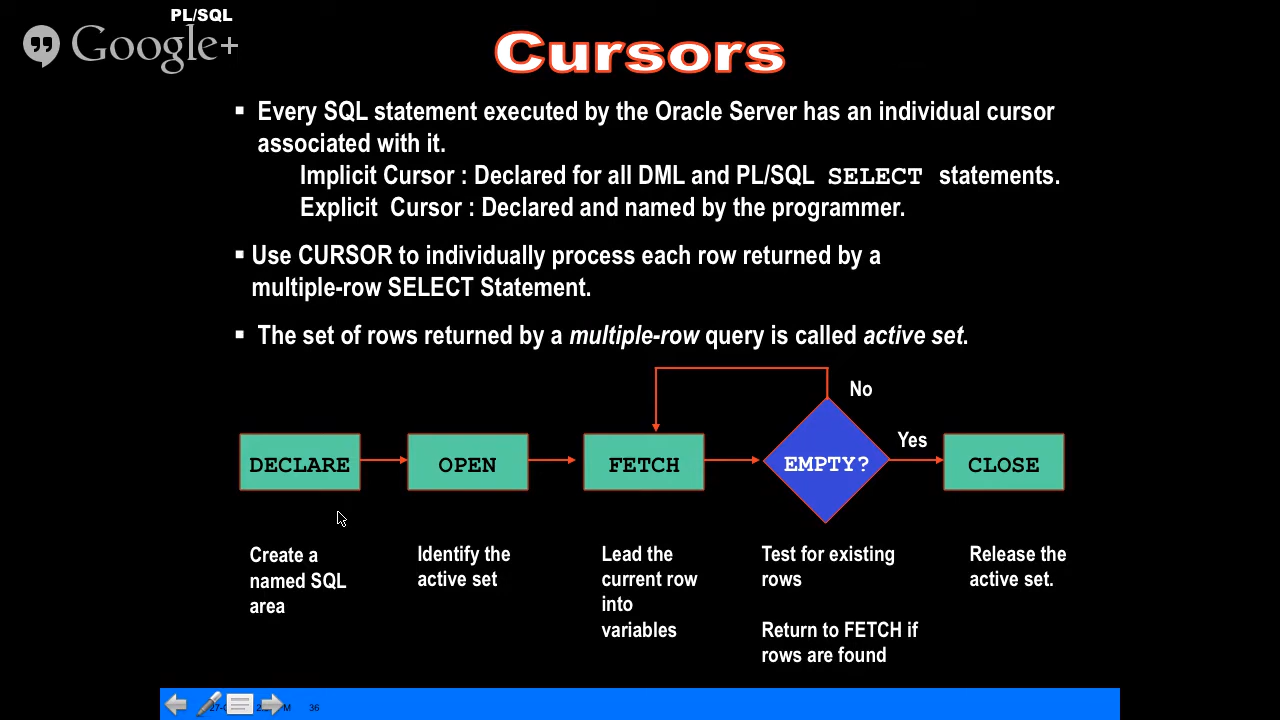 PL/SQL
Google+
Cursors
▪ Every SQL statement executed by the Oracle Server has an individual cursor
associated with it.
Implicit Cursor : Declared for all DML and PL/SQL SELECT statements.
Explicit Cursor : Declared and named by the programmer.
▪ Use CURSOR to individually process each row returned by a
multiple-row SELECT Statement.
▪ The set of rows returned by a multiple-row query is called active set.
No
Yes
DECLARE
OPEN
FETCH
EMPTY?
CLOSE
Create a
named SQL
area
Identify the
active set
Lead the
current row
into
variables
Test for existing
rows
Return to FETCH if
rows are found
Release the
active set.
36